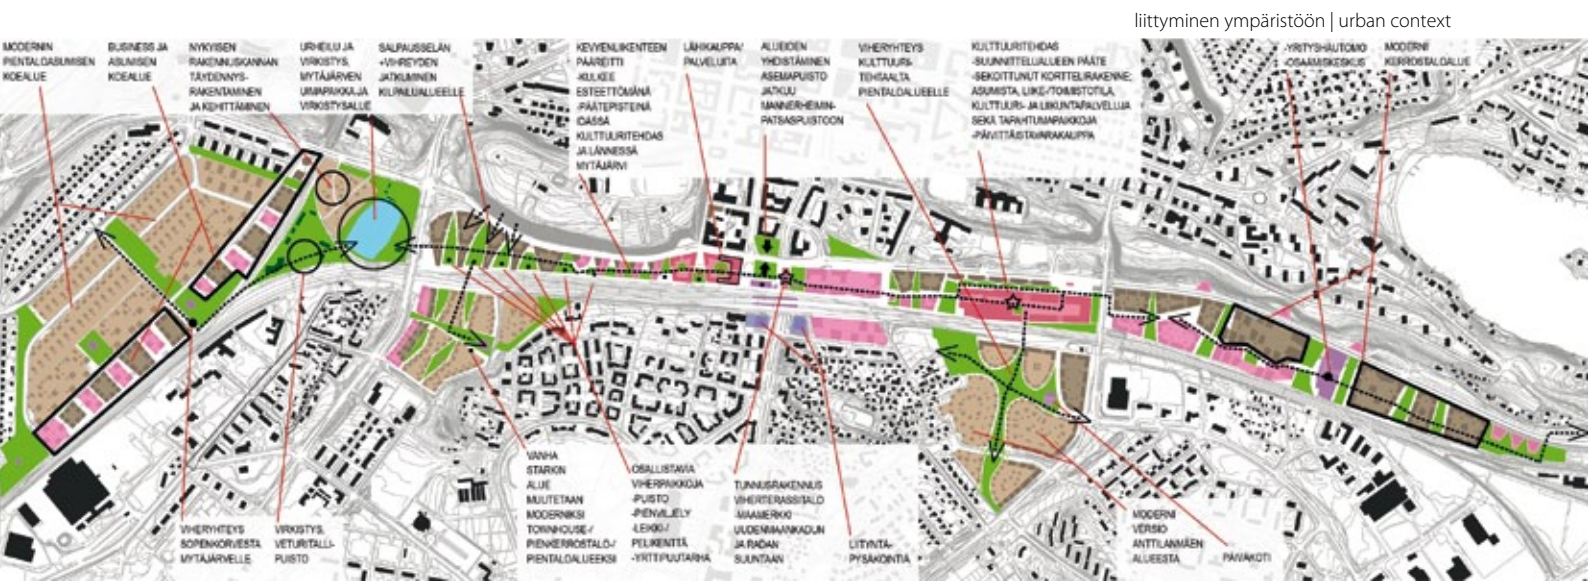 liittyminen ympäristöön | urban context
MODERNIN
PIENTALOASUMISEN
KOEALUE
BUSINESS JA
ASUMISEN
KOEALUE
NYKYISEN
RAKENNUSKANNAN
TÄYDENNYS-
RAKENTAMINEN
JA KEHITTÄMINEN
URHEILU JA
VIRKISTYS,
MYTÄJÄRVEN
UIMAPAIKKA JA
VIRKISTYSALUE
SALPAUSSELÄN
+VIHREYDEN
JATKUMINEN
KILPAILUALUEELLE
KEVYENLIIKENTEEN
PÄÄREITTI
-KULKEE
ESTEETTÖMÄNÄ
-PÄÄTEPISTEINÄ
IDÄSSÄ
KULTTUURITEHDAS
JA LÄNNESSÄ
MYTÄJÄRVI
LÄHIKAUPPA/
PALVELUITA
ALUEIDEN
YHDISTÄMINEN
ASEMAPUISTO
JATKUU
MANNERHEIMIN-
PATSASPUISTOON
VIHERYHTEYS
KULTTUURI-
TEHTAALTA
PIENTALOALUEELLE
KULTTUURITEHDAS
-SUUNNITTELUALUEEN PÄÄTE
-SEKOITTUNUT KORTTELIRAKENNE:
ASUMISTA, LIIKE-/TOIMISTOTILA,
KULTTUURI- JA LIIKUNTAPALVELUJA
SEKÄ TAPAHTUMAPAIKKOJA
-PÄIVITTÄISTAVARAKAUPPA
-YRITYSHAUTOMO
-OSAAMISKESKUS
MODERNI
KERROSTALOALUE
VIHERYHTEYS
SOPENKORVESTA
MYTÄJÄRVELLE
VIRKISTYS,
VETURITALLI-
PUISTO
VANHA
STARKIN
ALUE
MUUTETAAN
MODERNIKSI
TOWNHOUSE-/
PIENKERROSTALO-/
PIENTALOALUEEKSI
OSALLISTAVIA
VIHERPAIKKOJA
-PUISTO
-PIENVILJELY
-LEIKKI-/
PELIKENTTÄ
-YRTTIPUUTARHA
TUNNUSRAKENNUS
VIHERTERASSITALO
-MAAMERKKI
UUDENMAANKADUN
JA RADAN
SUUNTAAN
LIITYNTÄ-
PYSÄKÖINTIÄ
MODERNI
VERSIO
ANTTILANMÄEN
ALUEESTA
PÄIVÄKOTI